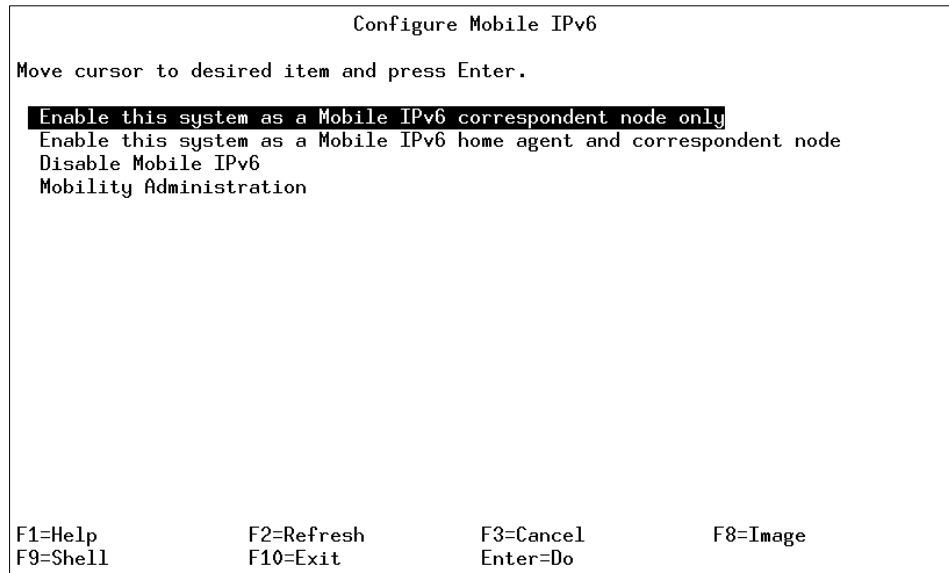 Configure Mobile IPv6
Move cursor to desired item and press Enter.
Enable this system as a Mobile IPv6 correspondent node only
Enable this system as a Mobile IPv6 home agent and correspondent node
Disable Mobile IPv6
Mobility Administration
F1=Help F2=Refresh F3=Cancel F8=Image
F9=Shell F10=Exit Enter=Do